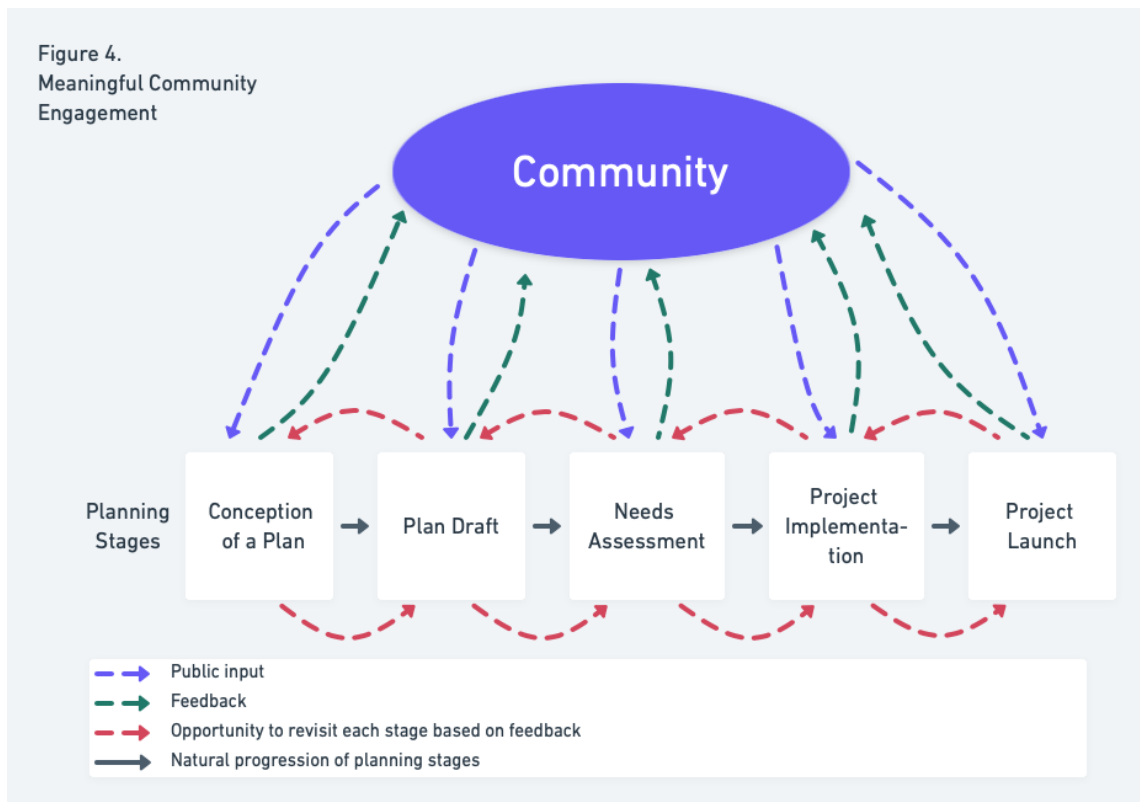 Figure 4.
Meaningful Community
Engagement
Community
Planning
Stages
Conception
of a Plan
Plan Draft
Needs
Assessment
Project
Implementa-
tion
Project
Launch
Public input
Feedback
Opportunity to revisit each stage based on feedback
Natural progression of planning stages